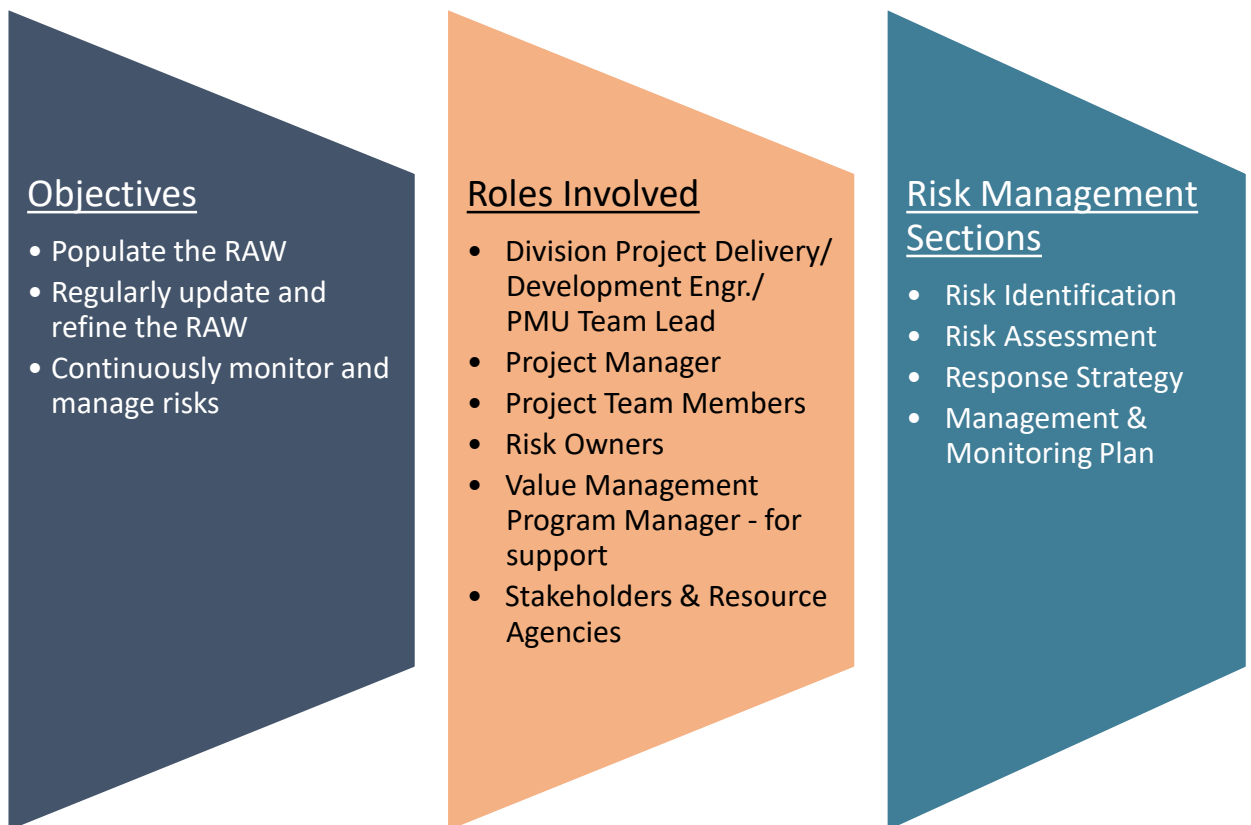 Objectives
• Populate the RAW
• Regularly update and
refine the RAW
• Continuously monitor and
manage risks
Roles Involved
• Division Project Delivery/
Development Engr./
PMU Team Lead
• Project Manager
• Project Team Members
• Risk Owners
• Value Management
Program Manager - for
support
• Stakeholders & Resource
Agencies
Risk Management
Sections
• Risk Identification
• Risk Assessment
• Response Strategy
• Management &
Monitoring Plan